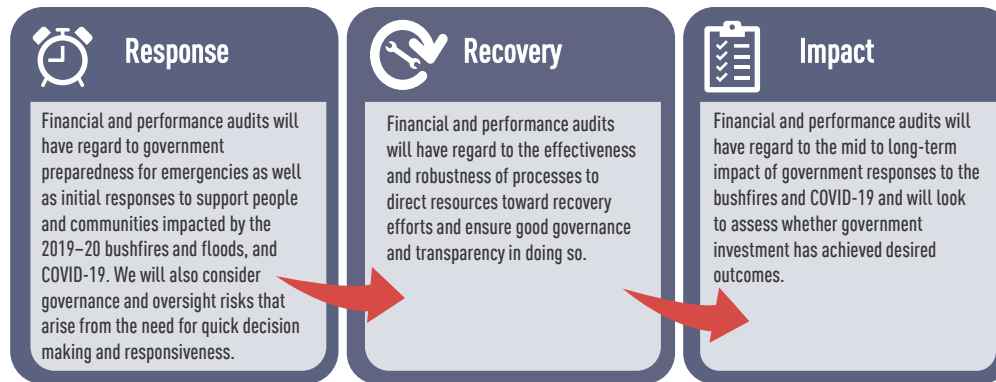 Response
Financial and performance audits will
have regard to government
preparedness for emergencies as well
as initial responses to support people
and communities impacted by the
2019–20 bushfires and floods, and
COVID-19. We will also consider
governance and oversight risks that
arise from the need for quick decision
making and responsiveness.
Recovery
Financial and performance audits
will have regard to the effectiveness
and robustness of processes to
direct resources toward recovery
efforts and ensure good governance
and transparency in doing so.
Impact
Financial and performance audits will
have regard to the mid to long-term
impact of government responses to the
bushfires and COVID-19 and will look
to assess whether government
investment has achieved desired
outcomes.